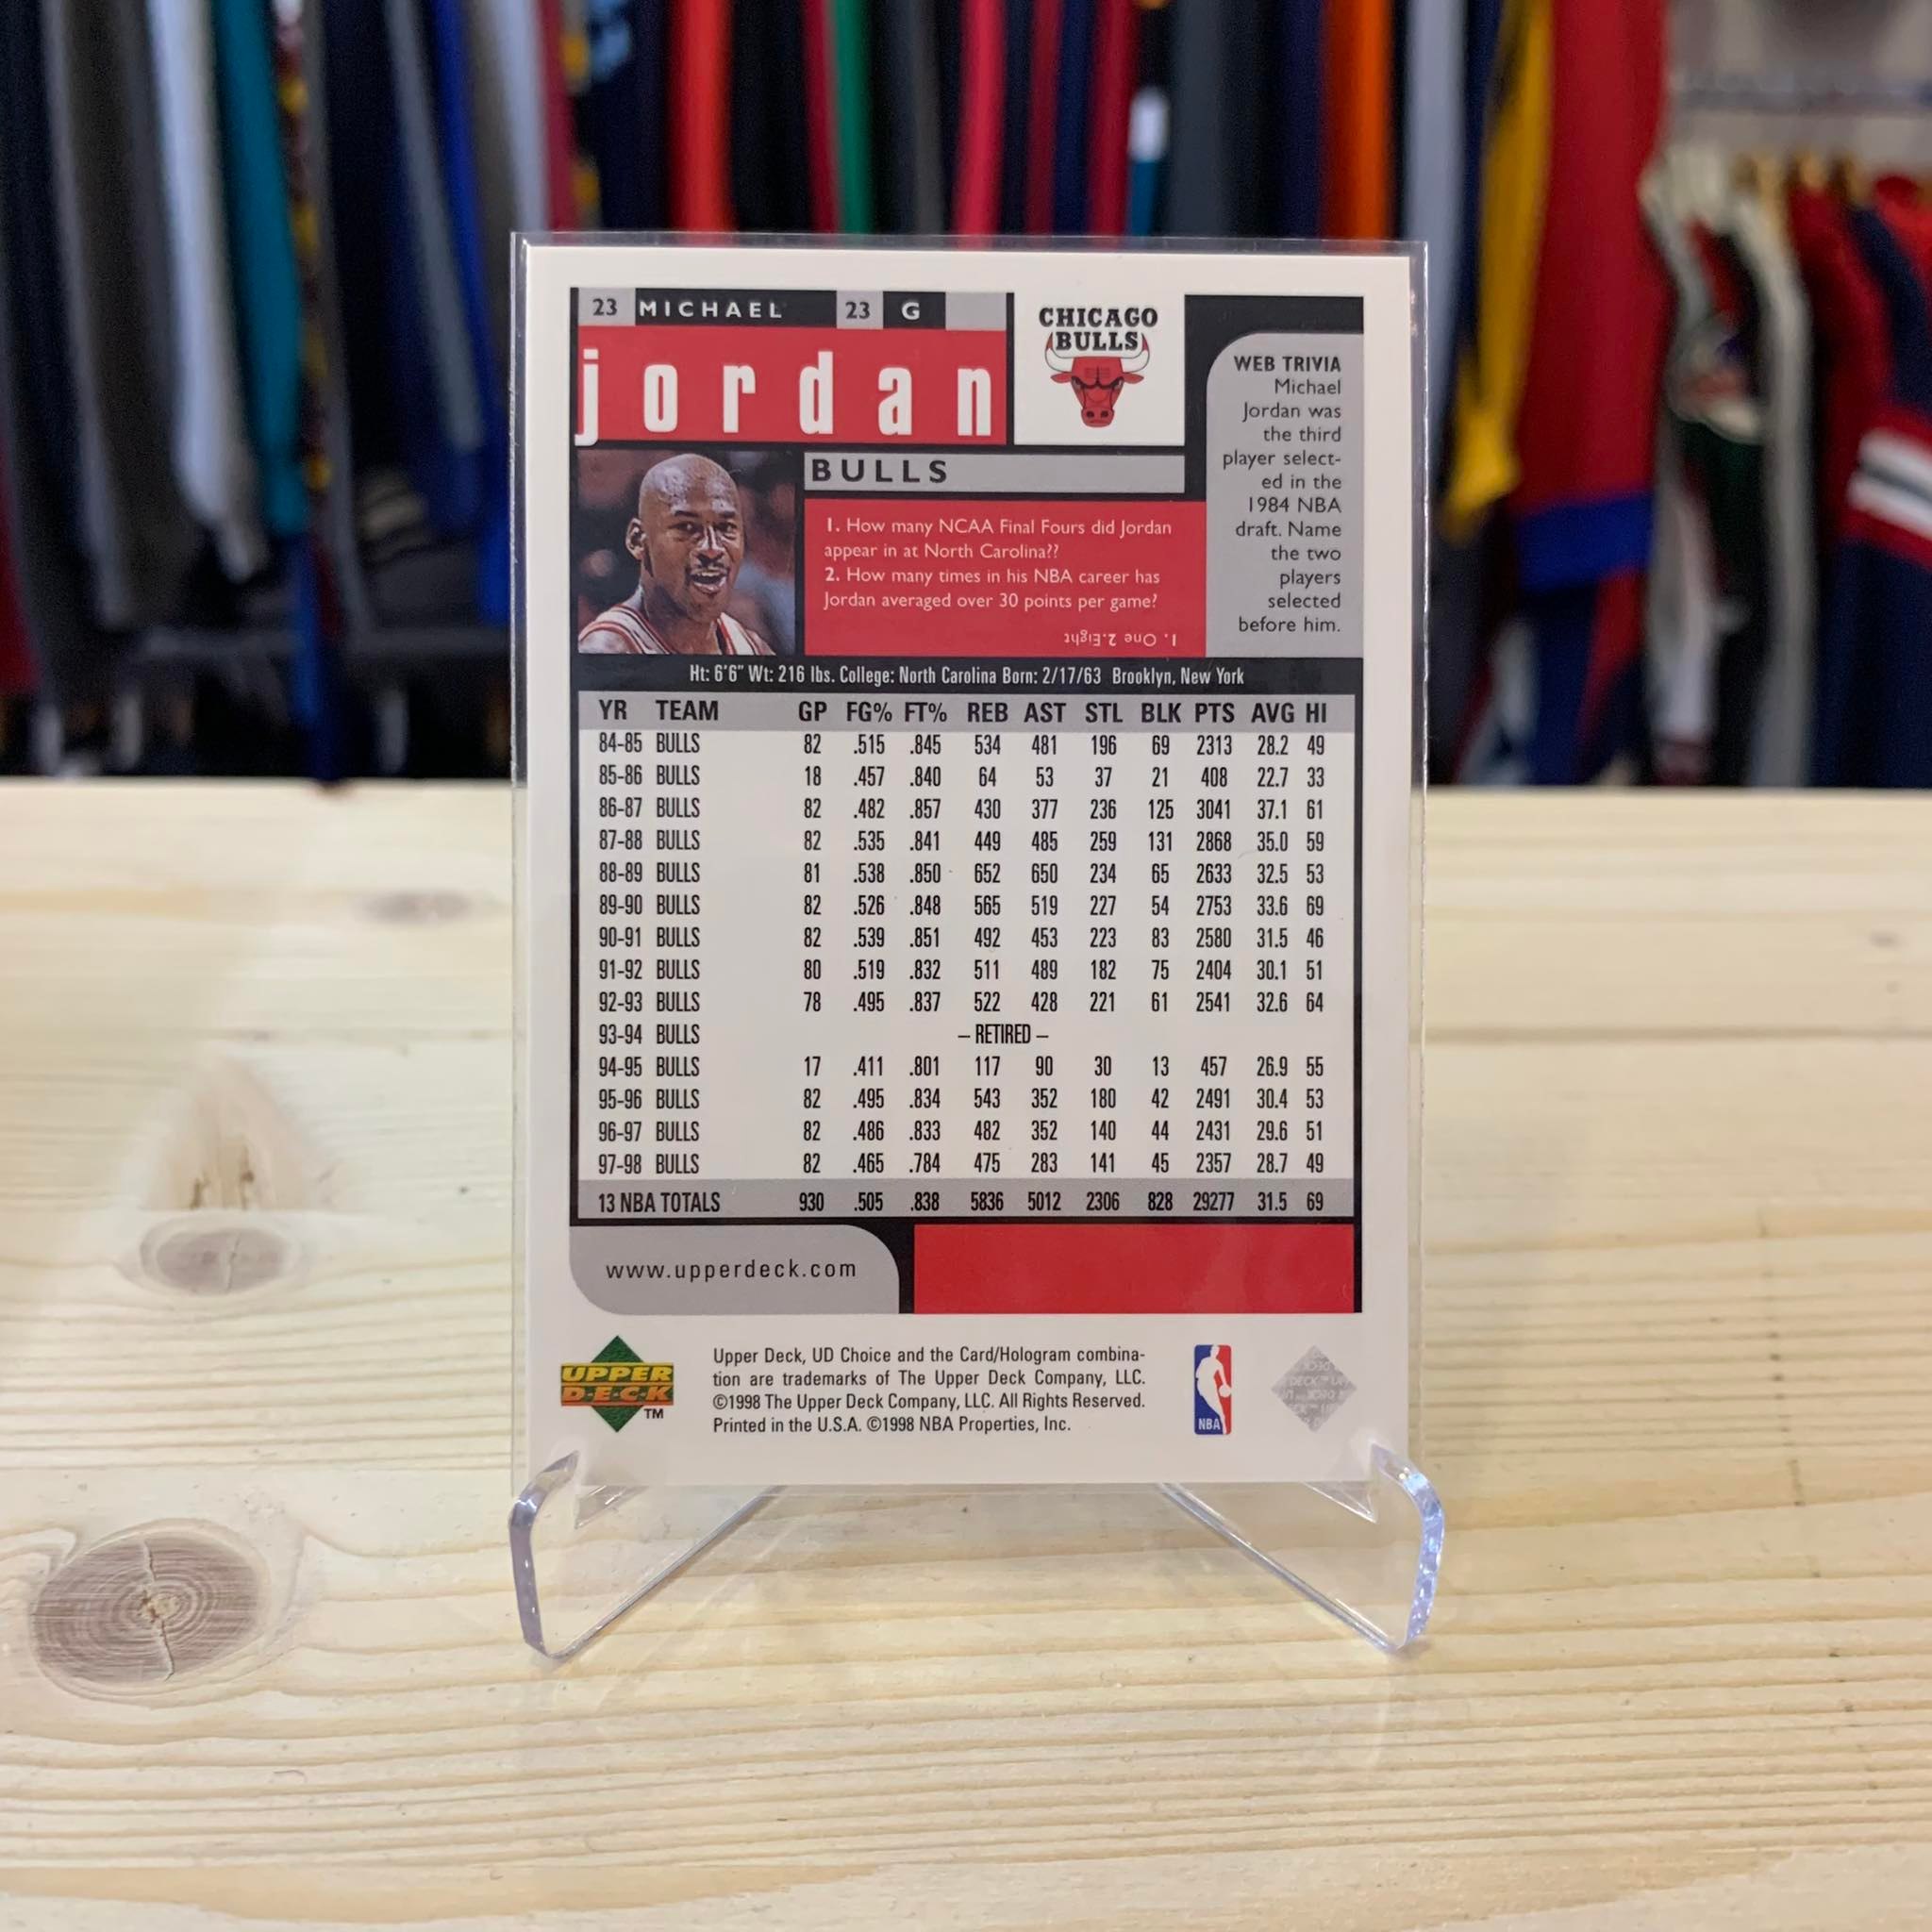 23 MICHAEL 23 G
jordan
CHICAGO
BULLS
BULLS
1. How many NCAA Final Fours did Jordan
appear in at North Carolina??
2. How many times in his NBA career has
Jordan averaged over 30 points per game?
1. One 2. Eight
WEB TRIVIA
Michael
Jordan was
the third
player select-
ed in the
1984 NBA
draft. Name
the two
players
selected
before him.
Ht: 6'6" Wt: 216 lbs. College: North Carolina Born: 2/17/63 Brooklyn, New York
YR TEAM GP FG% FT% REB AST STL BLK PTS AVG HI
84-85 BULLS 82 .515 .845 534 481 196 69 2313 28.2 49
85-86 BULLS 18 .457 .840 64 53 37 21 408 22.7 33
86-87 BULLS 82 .482 .857 430 377 236 125 3041 37.1 61
87-88 BULLS 82 .535 .841 449 485 259 131 2868 35.0 59
88-89 BULLS 81 .538 .850 652 650 234 65 2633 32.5 53
89-90 BULLS 82 .526 .848 565 519 227 54 2753 33.6 69
90-91 BULLS 82 .539 .851 492 453 223 83 2580 31.5 46
91-92 BULLS 80 .519 .832 511 489 182 75 2404 30.1 51
92-93 BULLS 78 .495 .837 522 428 221 61 2541 32.6 64
93-94 BULLS – RETIRED –
94-95 BULLS 17 .411 .801 117 90 30 13 457 26.9 55
95-96 BULLS 82 .495 .834 543 352 180 42 2491 30.4 53
96-97 BULLS 82 .486 .833 482 352 140 44 2431 29.6 51
97-98 BULLS 82 .465 .784 475 283 141 45 2357 28.7 49
13 NBA TOTALS 930 .505 .838 5836 5012 2306 828 29277 31.5 69
www.upperdeck.com
UPPER
DECK
TM
Upper Deck, UD Choice and the Card/Hologram combina-
tion are trademarks of The Upper Deck Company, LLC.
©1998 The Upper Deck Company, LLC. All Rights Reserved.
Printed in the U.S.A. ©1998 NBA Properties, Inc.
NBA